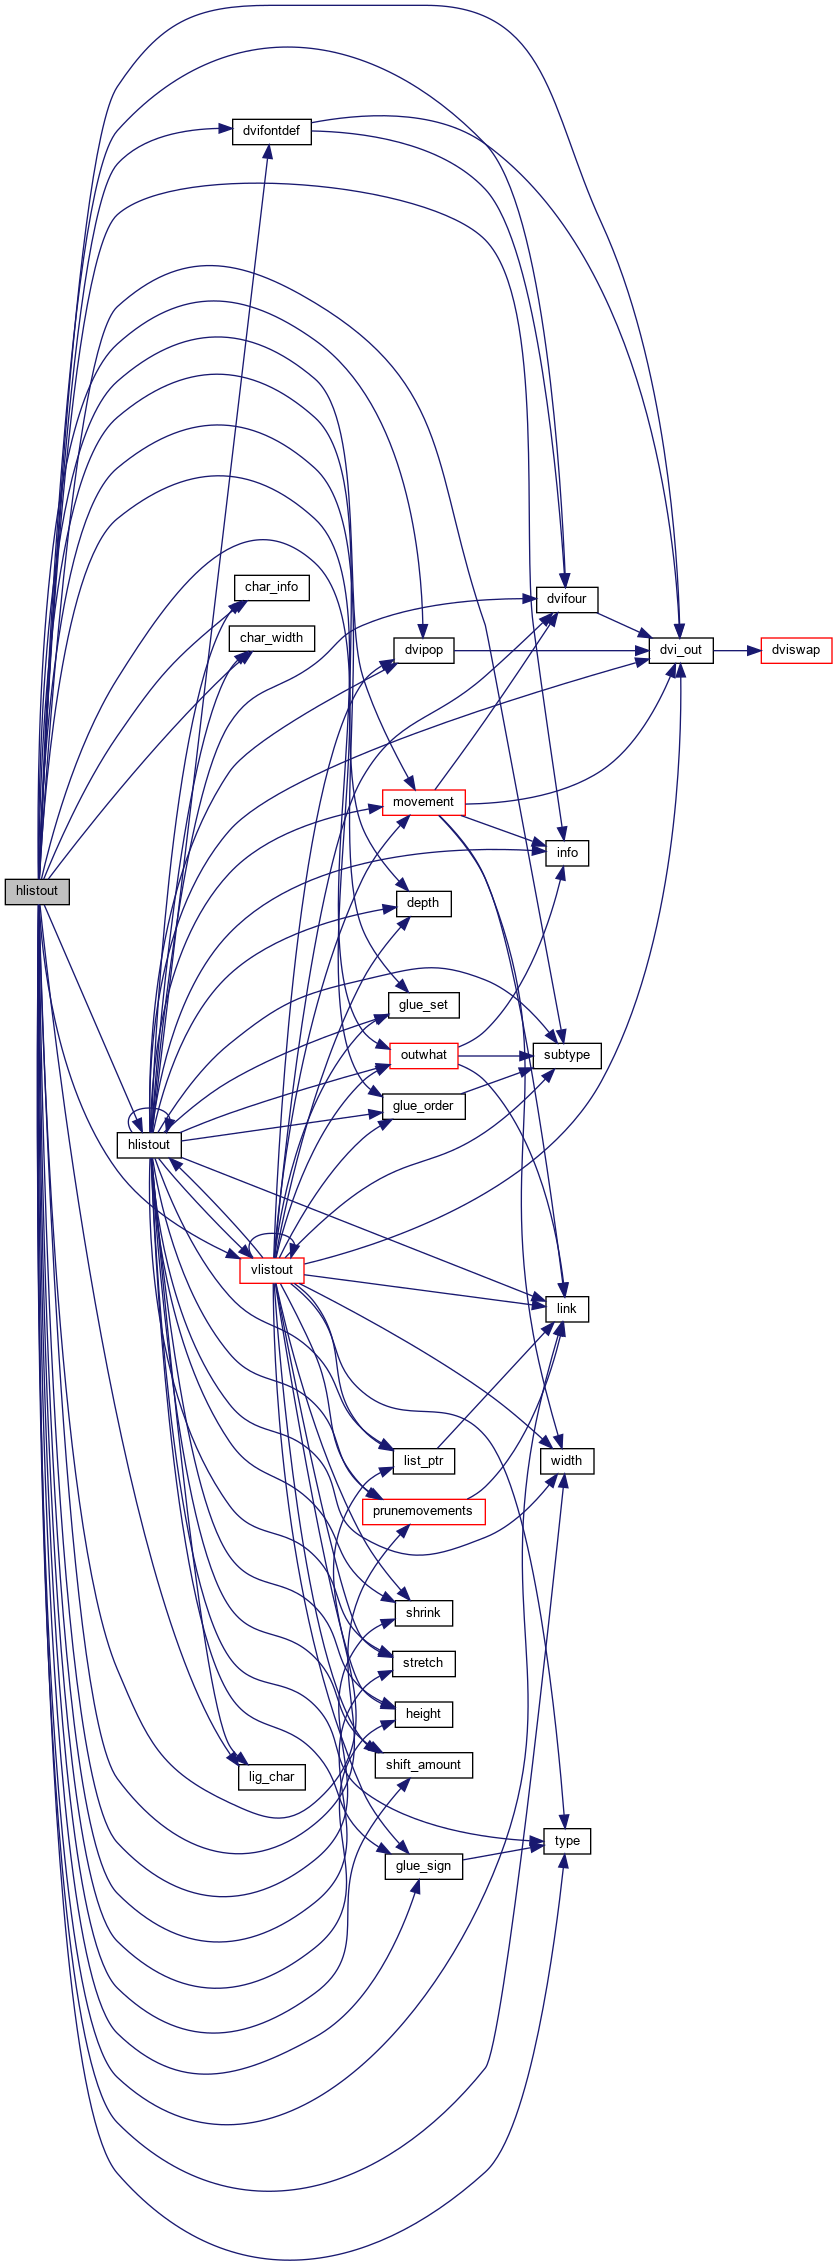 dvifontdef
char_info
dvifour
char_width
dvipop
dvi_out
dviswap
movement
info
hlistout
depth
glue_set
outwhat
subtype
glue_order
hlistout
vlistout
link
list_ptr
width
prunemovements
shrink
stretch
height
shift_amount
lig_char
type
glue_sign